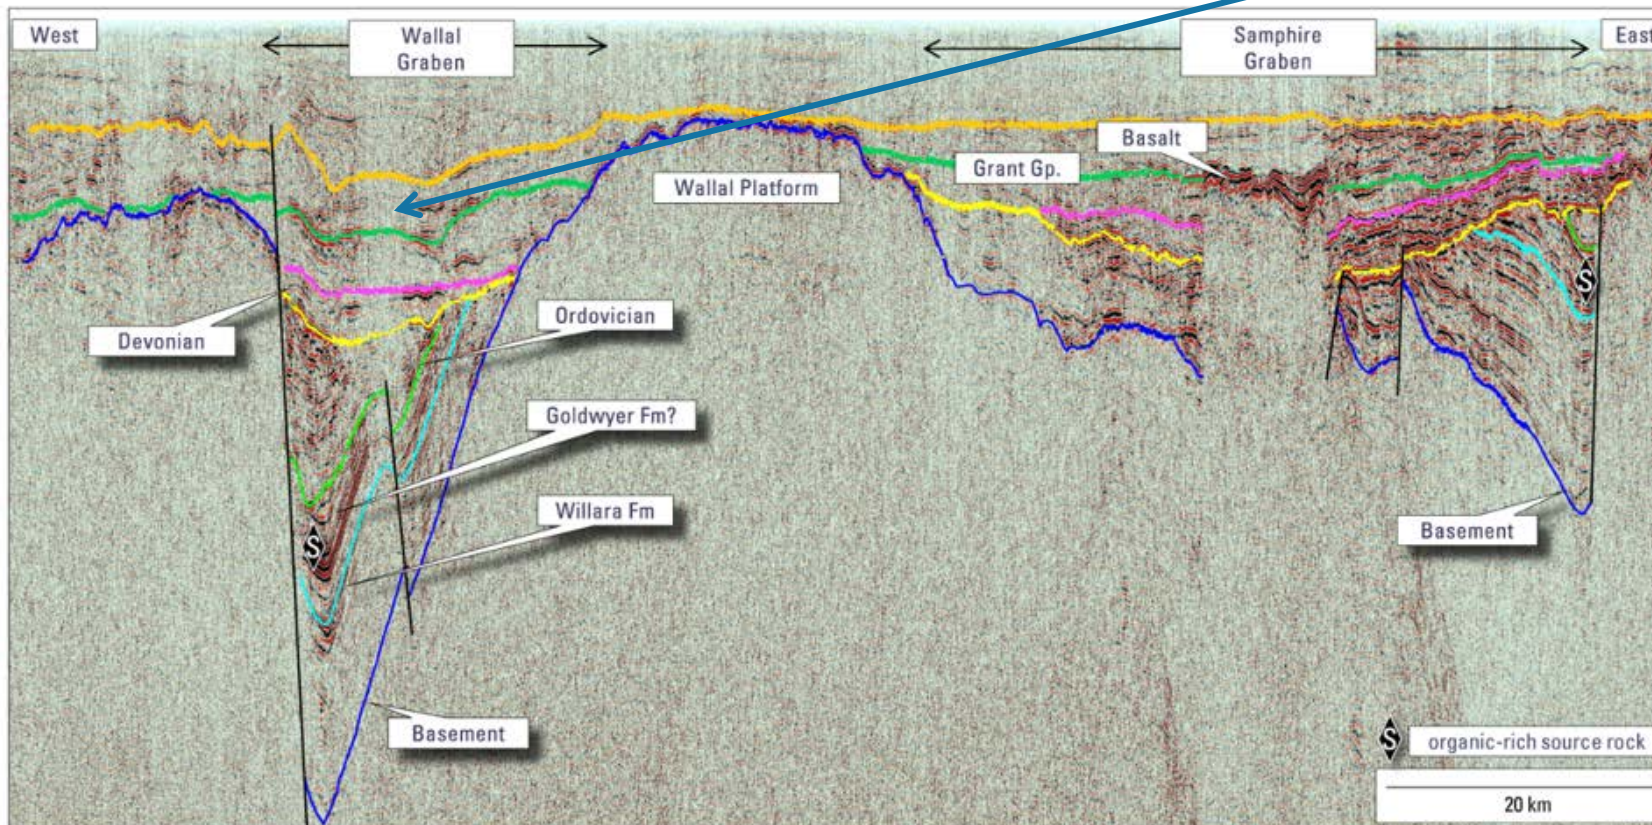 West
Wallal
Graben
Samphire
Graben
East
Basalt
Grant Gp.
Wallal Platform
Devonian
Ordovician
Goldwyer Fm?
Willara Fm
S
S
Basement
Basement
S
organic-rich source rock
20 km